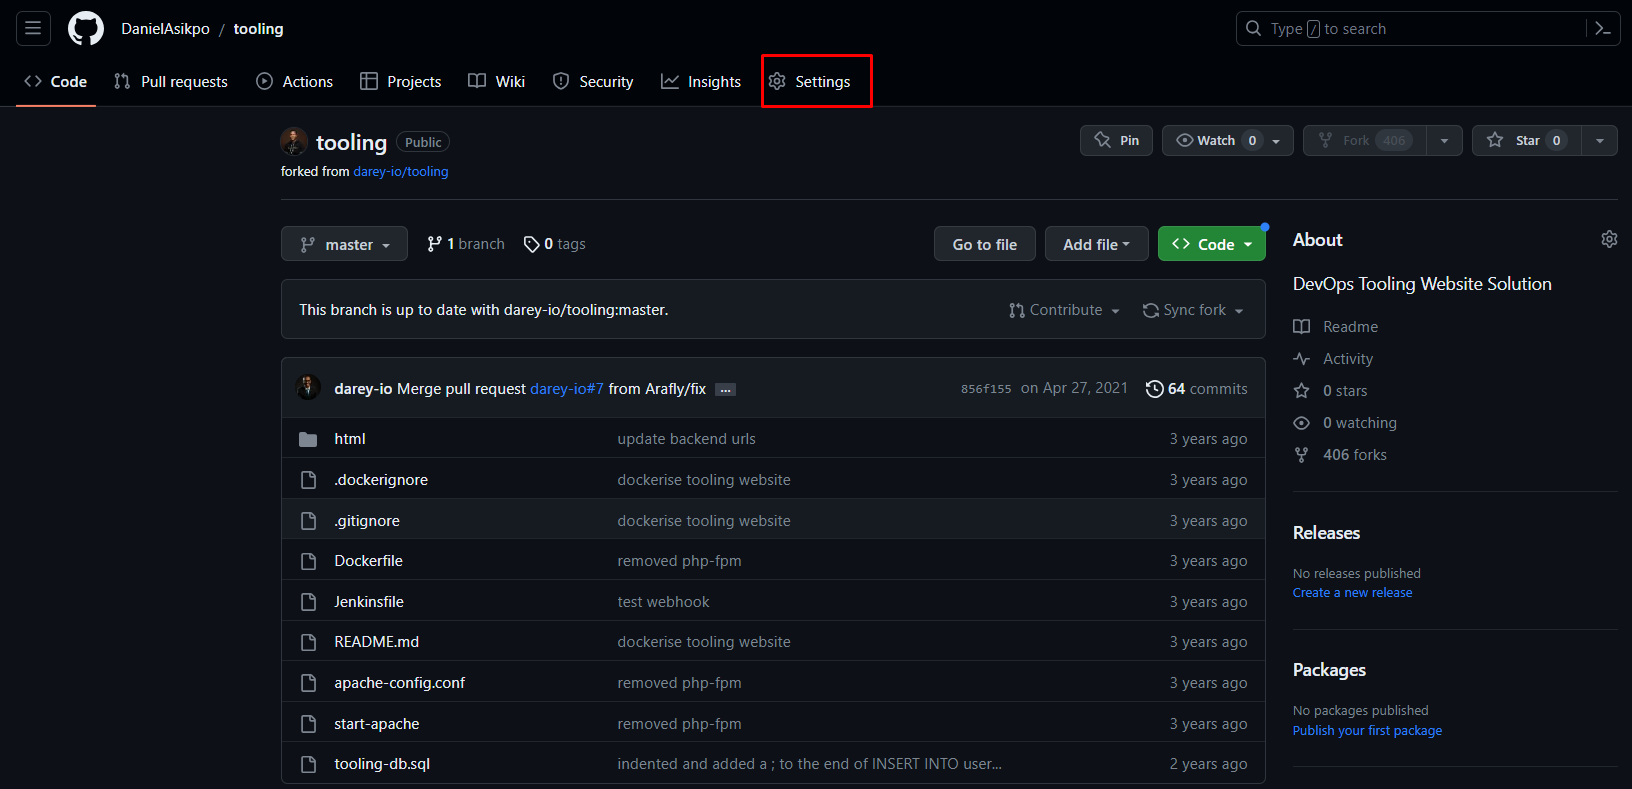 DanielAsikpo / tooling
Type / to search
Code Pull requests Actions Projects Wiki Security Insights Settings
tooling Public
Pin Watch 0 Fork 406 Star 0
forked from darey-io/tooling
master 1 branch 0 tags Go to file Add file Code
This branch is up to date with darey-io/tooling:master. Contribute Sync fork
darey-io Merge pull request darey-io#7 from Arafly/fix ... 856f155 on Apr 27, 2021 64 commits
html update backend urls 3 years ago
.dockerignore dockerise tooling website 3 years ago
.gitignore dockerise tooling website 3 years ago
Dockerfile removed php-fpm 3 years ago
Jenkinsfile test webhook 3 years ago
README.md dockerise tooling website 3 years ago
apache-config.conf removed php-fpm 3 years ago
start-apache removed php-fpm 3 years ago
tooling-db.sql indented and added a ; to the end of INSERT INTO user... 2 years ago
About
DevOps Tooling Website Solution
Readme
Activity
0 stars
0 watching
406 forks
Releases
No releases published
Create a new release
Packages
No packages published
Publish your first package